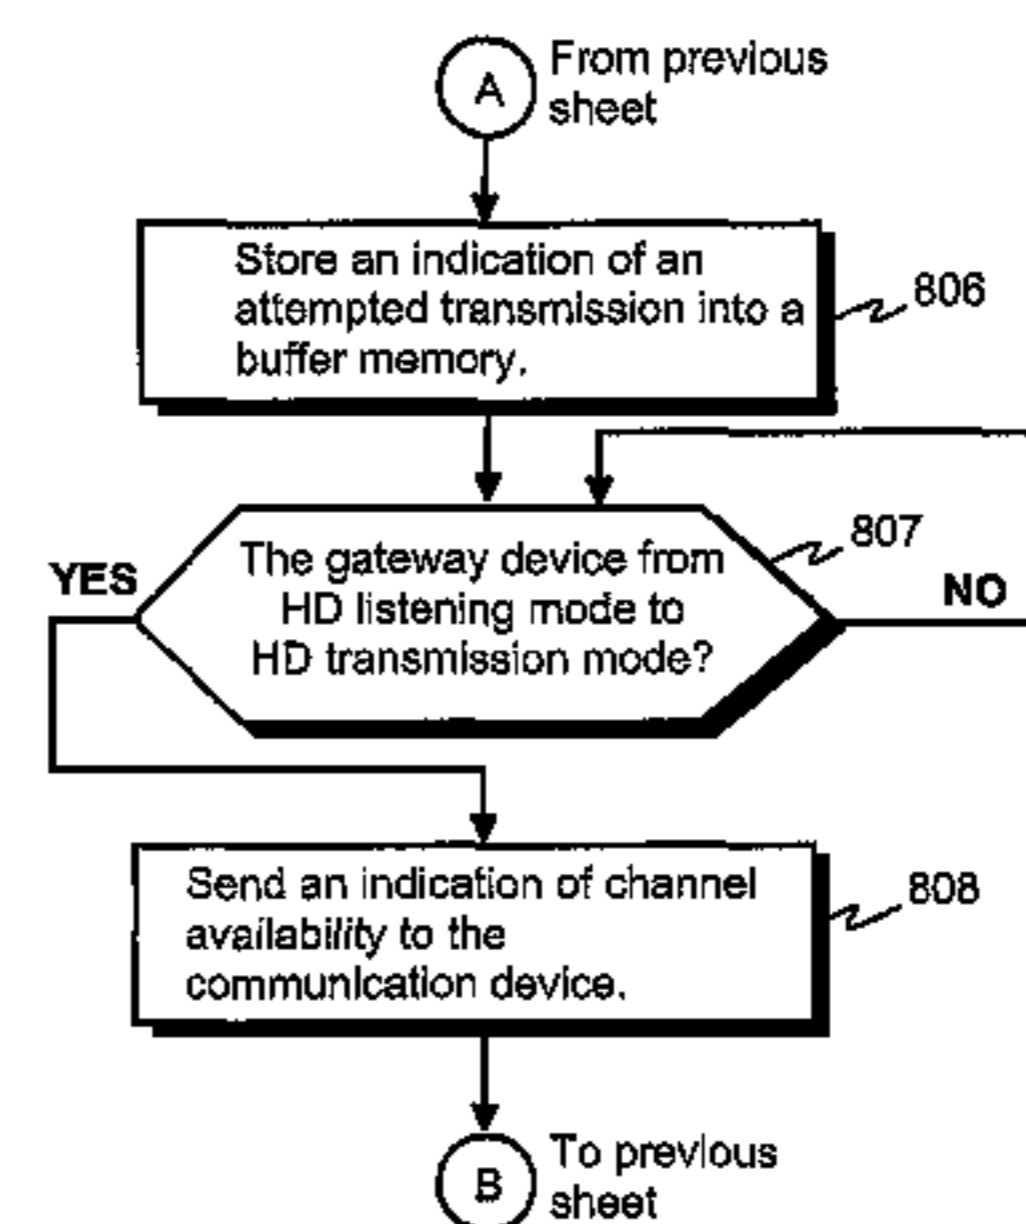 A
From previous
sheet
Store an indication of an
attempted transmission into a
buffer memory.
806
807
The gateway device from
HD listening mode to
HD transmission mode?
YES
NO
Send an indication of channel
availability to the
communication device.
808
B
To previous
sheet